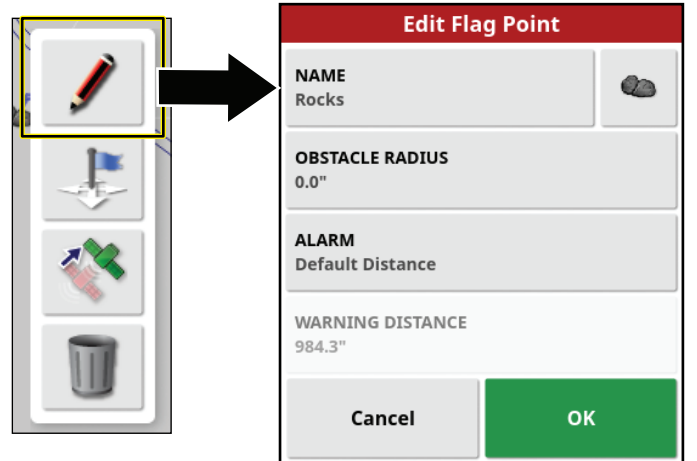 Edit Flag Point
NAME
Rocks
OBSTACLE RADIUS
0.0"
ALARM
Default Distance
WARNING DISTANCE
984.3"
Cancel
OK